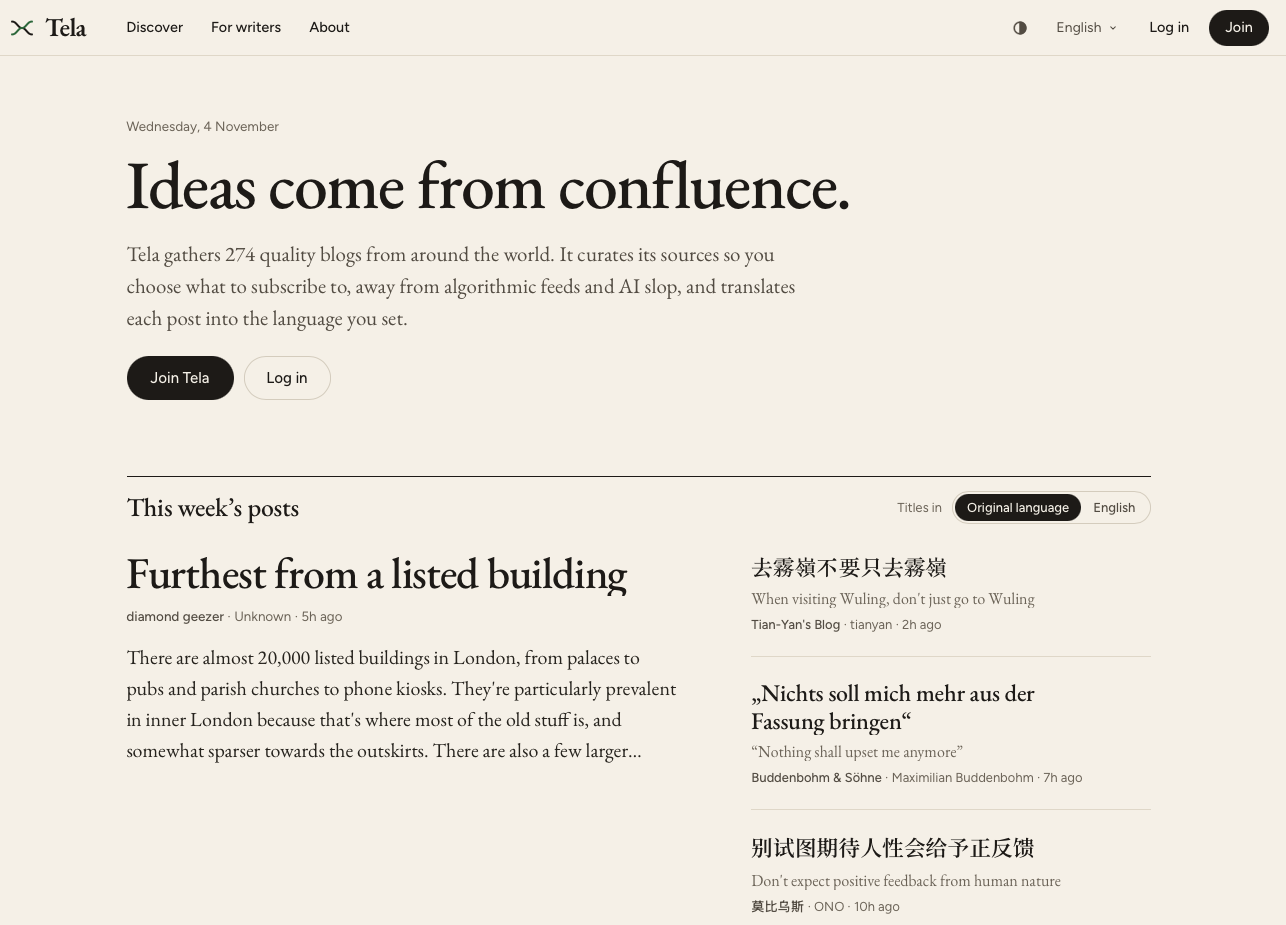 Tela
Discover
For writers
About
English
Log in
Join
Wednesday, 4 November
Ideas come from confluence.
Tela gathers 274 quality blogs from around the world. It curates its sources so you
choose what to subscribe to, away from algorithmic feeds and AI slop, and translates
each post into the language you set.
Join Tela
Log in
This week’s posts
Titles in
Original language
English
Furthest from a listed building
diamond geezer · Unknown · 5h ago
There are almost 20,000 listed buildings in London, from palaces to
pubs and parish churches to phone kiosks. They're particularly prevalent
in inner London because that's where most of the old stuff is, and
somewhat sparser towards the outskirts. There are also a few larger…
去霧嶺不要只去霧嶺
When visiting Wuling, don't just go to Wuling
Tian-Yan's Blog · tianyan · 2h ago
„Nichts soll mich mehr aus der
Fassung bringen“
“Nothing shall upset me anymore”
Buddenbohm & Söhne · Maximilian Buddenbohm · 7h ago
别试图期待人性会给予正反馈
Don't expect positive feedback from human nature
莫比乌斯 · ONO · 10h ago